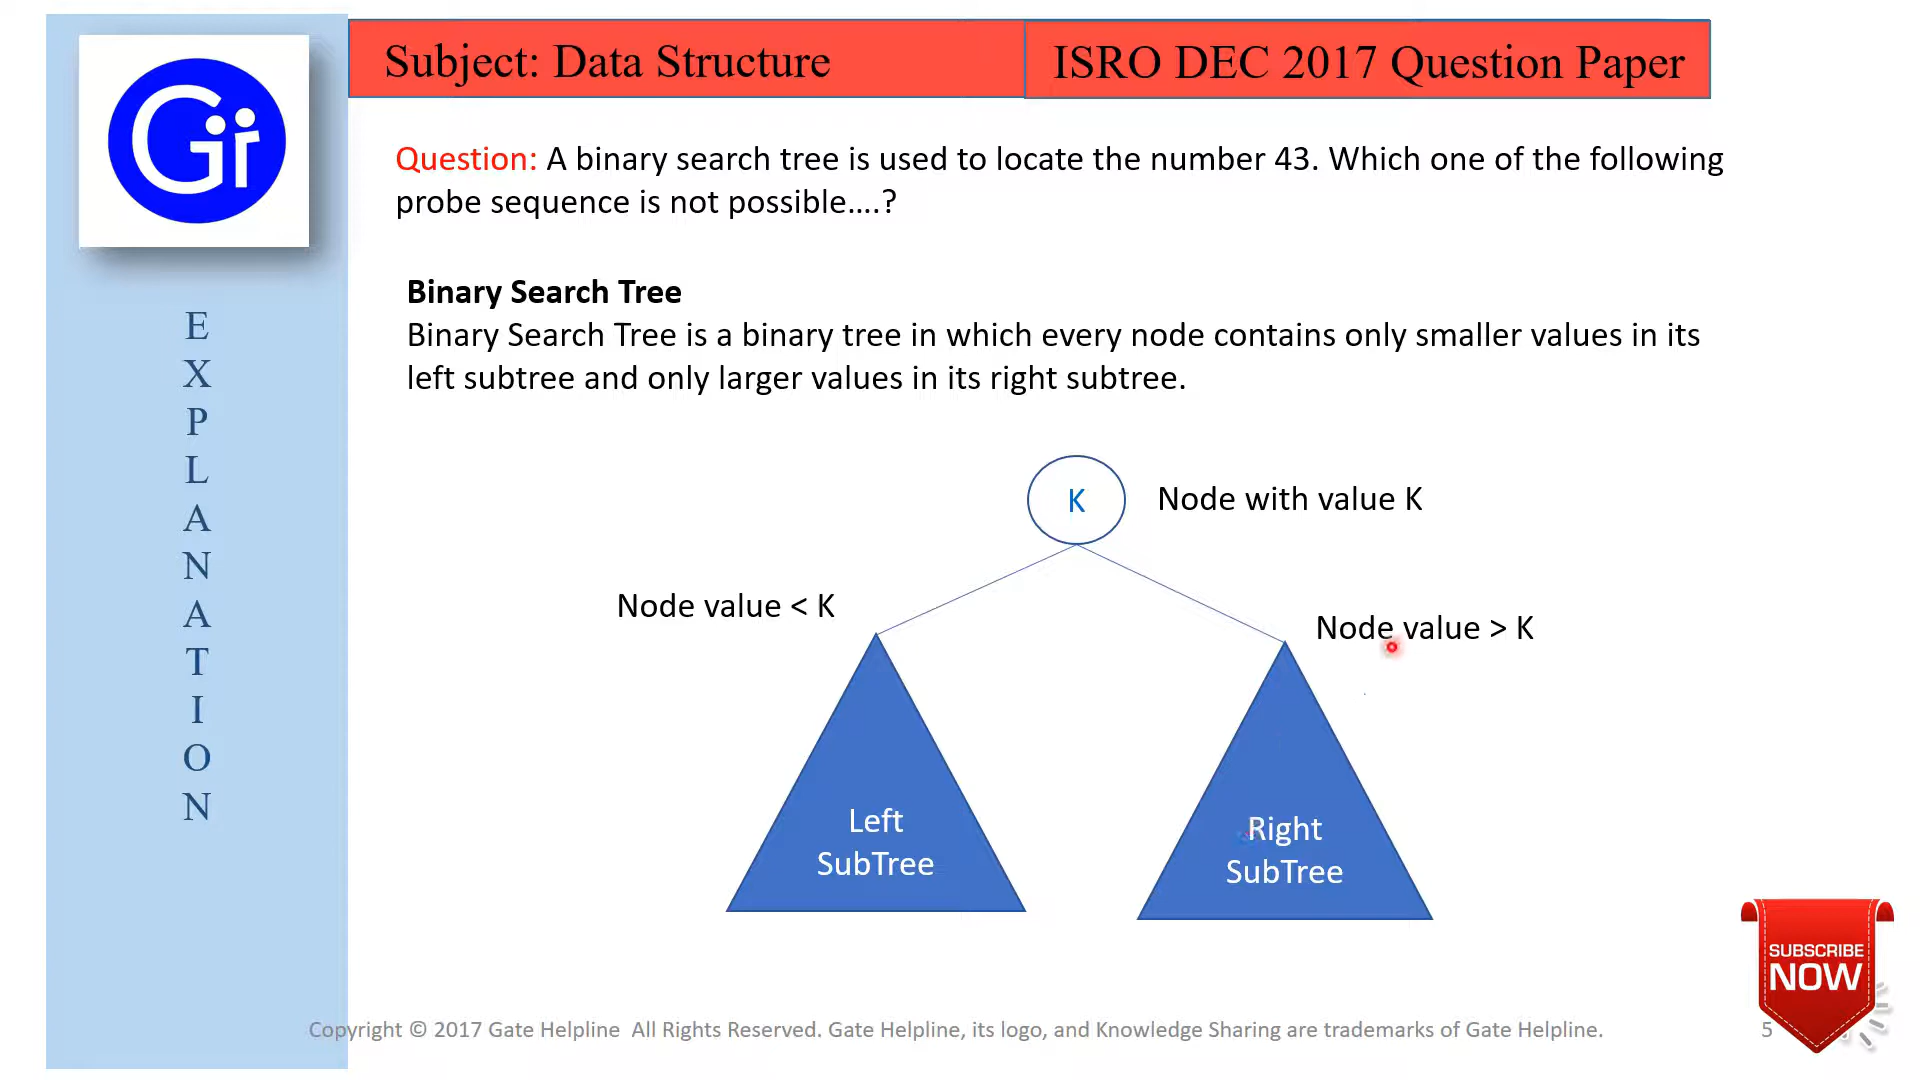 Gi
Subject: Data Structure
ISRO DEC 2017 Question Paper
Question: A binary search tree is used to locate the number 43. Which one of the following
probe sequence is not possible....?
Binary Search Tree
Binary Search Tree is a binary tree in which every node contains only smaller values in its
left subtree and only larger values in its right subtree.
E
X
P
L
A
N
A
T
I
O
N
K
Node with value K
Node value < K
Node value > K
Left
SubTree
Right
SubTree
SUBSCRIBE
NOW
Copyright © 2017 Gate Helpline All Rights Reserved. Gate Helpline, its logo, and Knowledge Sharing are trademarks of Gate Helpline.
5